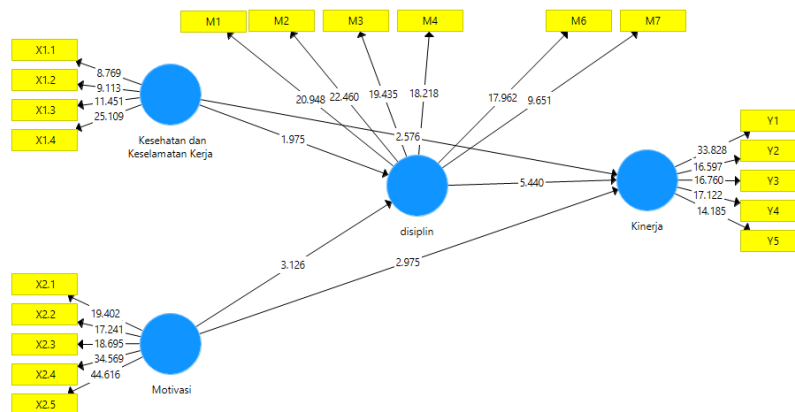 M1
M2
M3
M4
M6
M7
X1.1
X1.2
X1.3
X1.4
8.769
9.113
11.451
25.109
Kesehatan dan
Keselamatan Kerja
20.948
22.460
19.435
18.218
17.962
9.651
1.975
2.576
disiplin
5.440
Kinerja
33.828
16.597
16.760
17.122
14.185
Y1
Y2
Y3
Y4
Y5
3.126
2.975
X2.1
X2.2
X2.3
X2.4
X2.5
19.402
17.241
18.695
34.569
44.616
Motivasi